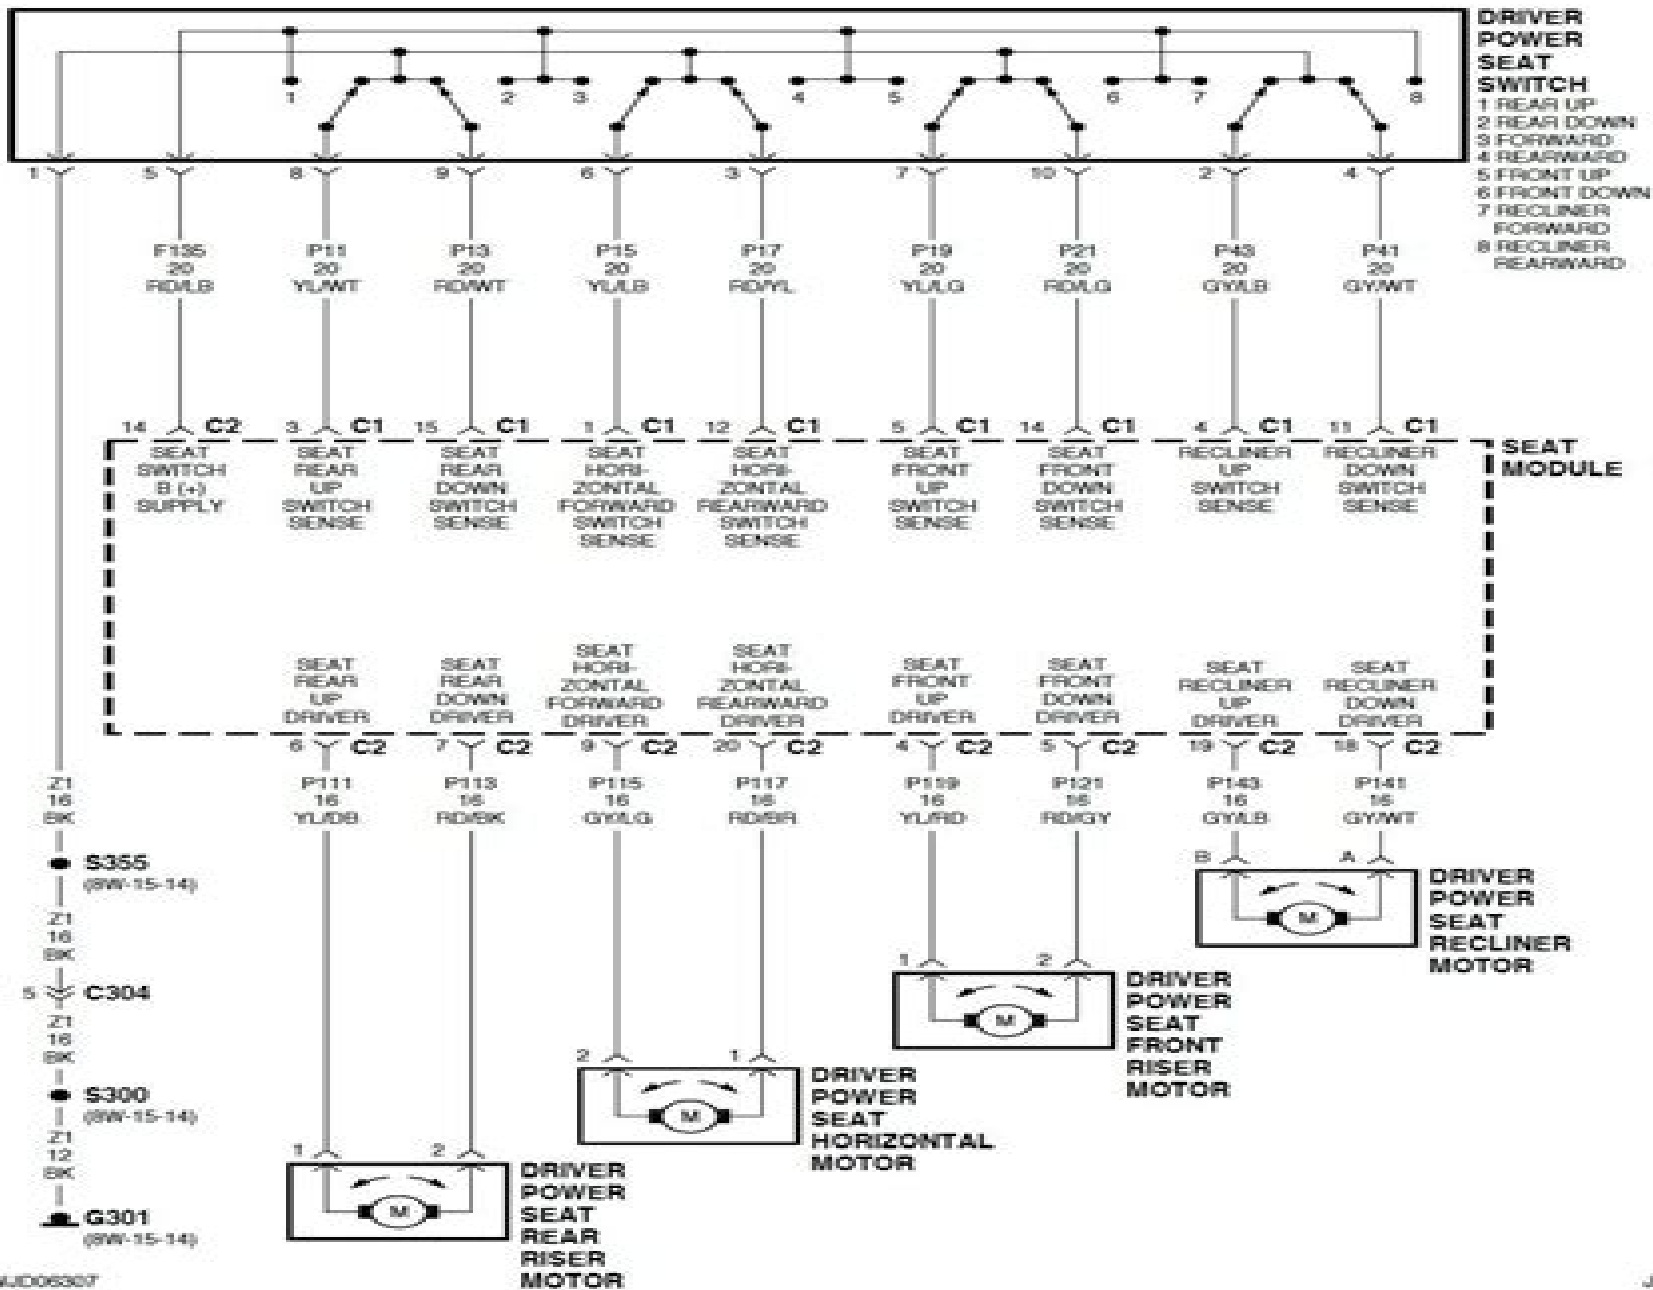 DRIVER
POWER
SEAT
SWITCH
1 REAR UP
2 REAR DOWN
3 FORWARD
4 REARWARD
5 FRONT UP
6 FRONT DOWN
7 RECLINER
FORWARD
8 RECLINER
REARWARD
1 2 3 4 5 6 7 8
1 5 8 9 6 3 7 10 2 4
F135 P11 P13 P15 P17 P19 P21 P43 P41
20 20 20 20 20 20 20 20 20
RD/LB YL/WT RD/WT YL/LB RD/YL YL/LG RD/LG GY/LB GY/WT
14 C2 3 C1 15 C1 1 C1 12 C1 5 C1 14 C1 4 C1 11 C1
SEAT
MODULE
SEAT
SWITCH
B (+)
SUPPLY
SEAT
REAR
UP
SWITCH
SENSE
SEAT
REAR
DOWN
SWITCH
SENSE
SEAT
HORI-
ZONTAL
FORWARD
SWITCH
SENSE
SEAT
HORI-
ZONTAL
REARWARD
SWITCH
SENSE
SEAT
FRONT
UP
SWITCH
SENSE
SEAT
FRONT
DOWN
SWITCH
SENSE
RECLINER
UP
SWITCH
SENSE
RECLINER
DOWN
SWITCH
SENSE
SEAT
REAR
UP
DRIVER
SEAT
REAR
DOWN
DRIVER
SEAT
HORI-
ZONTAL
FORWARD
DRIVER
SEAT
HORI-
ZONTAL
REARWARD
DRIVER
SEAT
FRONT
UP
DRIVER
SEAT
FRONT
DOWN
DRIVER
SEAT
RECLINER
UP
DRIVER
SEAT
RECLINER
DOWN
DRIVER
6 C2 7 C2 9 C2 20 C2 4 C2 5 C2 19 C2 18 C2
Z1 P111 P113 P115 P117 P119 P121 P143 P141
16 16 16 16 16 16 16 16 16
BK YL/DB RD/BK GY/LG RD/BR YL/RD RD/GY GY/LB GY/WT
S355
(8W-15-14)
Z1
16
BK
5 C304
Z1
16
BK
S300
(8W-15-14)
Z1
12
BK
G301
(8W-15-14)
B A
M
DRIVER
POWER
SEAT
RECLINER
MOTOR
1 2
M
DRIVER
POWER
SEAT
FRONT
RISER
MOTOR
2 1
M
DRIVER
POWER
SEAT
HORIZONTAL
MOTOR
1 2
M
DRIVER
POWER
SEAT
REAR
RISER
MOTOR